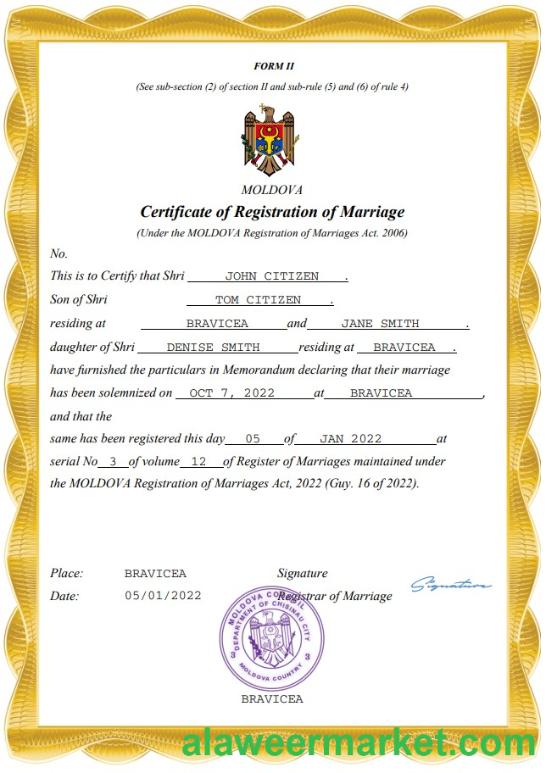 FORM II
(See sub-section (2) of section II and sub-rule (5) and (6) of rule 4)
MOLDOVA
Certificate of Registration of Marriage
(Under the MOLDOVA Registration of Marriages Act. 2006)
No.
This is to Certify that Shri JOHN CITIZEN .
Son of Shri TOM CITIZEN .
residing at BRAVICEA and JANE SMITH .
daughter of Shri DENISE SMITH residing at BRAVICEA .
have furnished the particulars in Memorandum declaring that their marriage
has been solemnized on OCT 7, 2022 at BRAVICEA ,
and that the
same has been registered this day 05 of JAN 2022 at
serial No 3 of volume 12 of Register of Marriages maintained under
the MOLDOVA Registration of Marriages Act, 2022 (Guy. 16 of 2022).
Place: BRAVICEA Signature
Signature
Date: 05/01/2022 Registrar of Marriage
MOLDOVA COUNCIL
DEPARTMENT OF CHISINAU CITY
MOLDOVA COUNTRY
BRAVICEA
alaweermarket.com